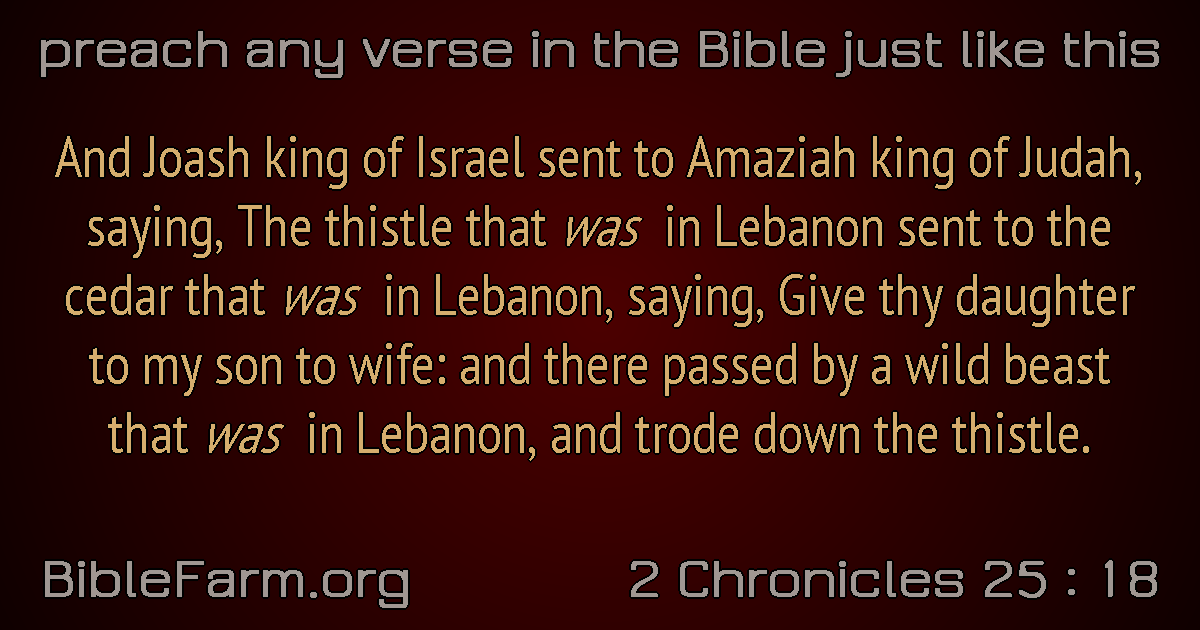 preach any verse in the Bible just like this
And Joash king of Israel sent to Amaziah king of Judah,
saying, The thistle that was in Lebanon sent to the
cedar that was in Lebanon, saying, Give thy daughter
to my son to wife: and there passed by a wild beast
that was in Lebanon, and trode down the thistle.
BibleFarm.org 2 Chronicles 25 : 18